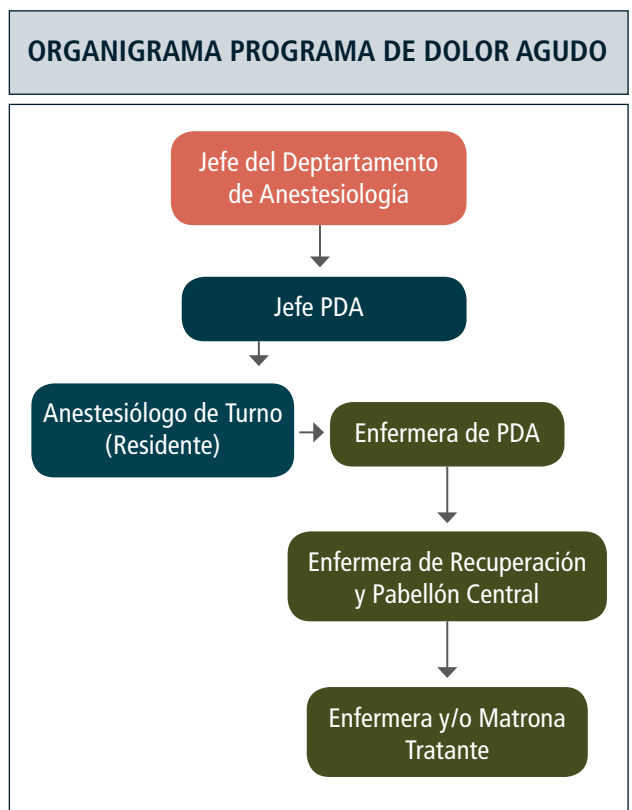 ORGANIGRAMA PROGRAMA DE DOLOR AGUDO
Jefe del Deptartamento
de Anestesiología
Jefe PDA
Anestesiólogo de Turno
(Residente)
Enfermera de PDA
Enfermera de Recuperación
y Pabellón Central
Enfermera y/o Matrona
Tratante